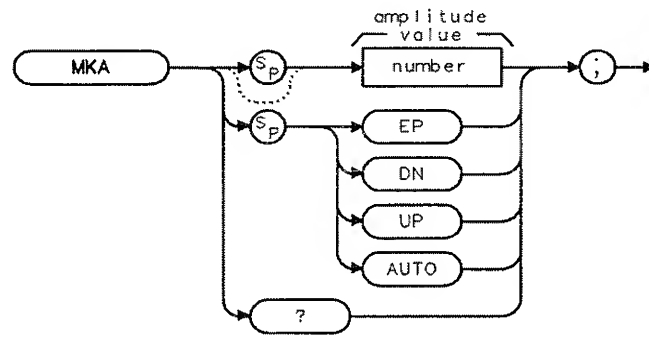 amplitude
value
MKA
SP
number
;
SP
EP
DN
UP
AUTO
?